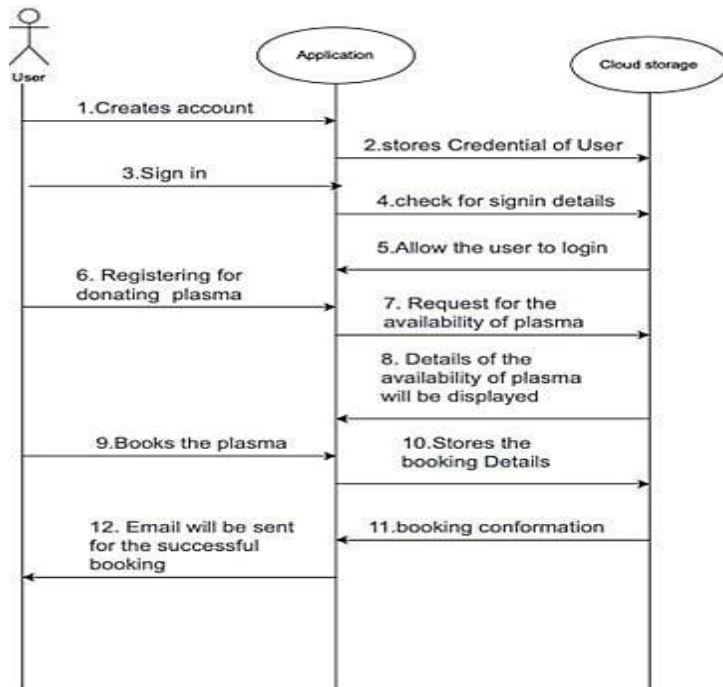 User
Application
Cloud storage
1.Creates account
2.stores Credential of User
3.Sign in
4.check for signin details
5.Allow the user to login
6. Registering for
donating plasma
7. Request for the
availability of plasma
8. Details of the
availability of plasma
will be displayed
9.Books the plasma
10.Stores the
booking Details
11.booking conformation
12. Email will be sent
for the successful
booking